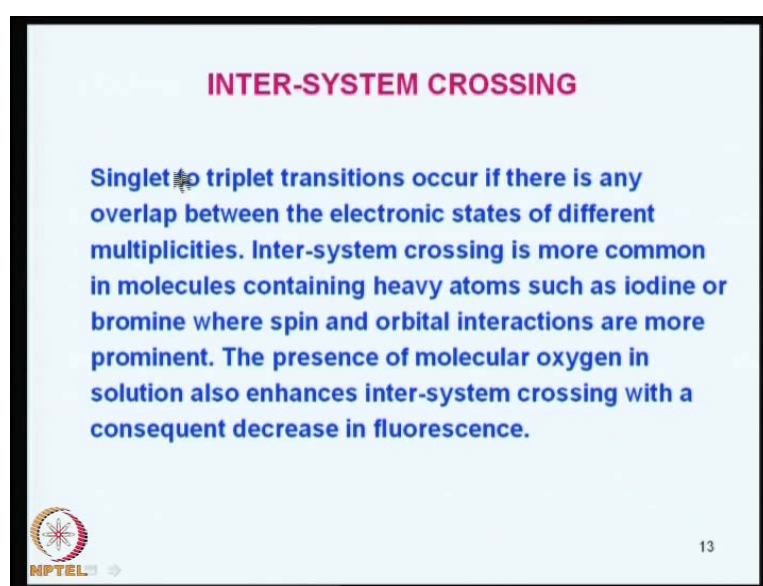 INTER-SYSTEM CROSSING
Singlet to triplet transitions occur if there is any
overlap between the electronic states of different
multiplicities. Inter-system crossing is more common
in molecules containing heavy atoms such as iodine or
bromine where spin and orbital interactions are more
prominent. The presence of molecular oxygen in
solution also enhances inter-system crossing with a
consequent decrease in fluorescence.
13
NPTEL